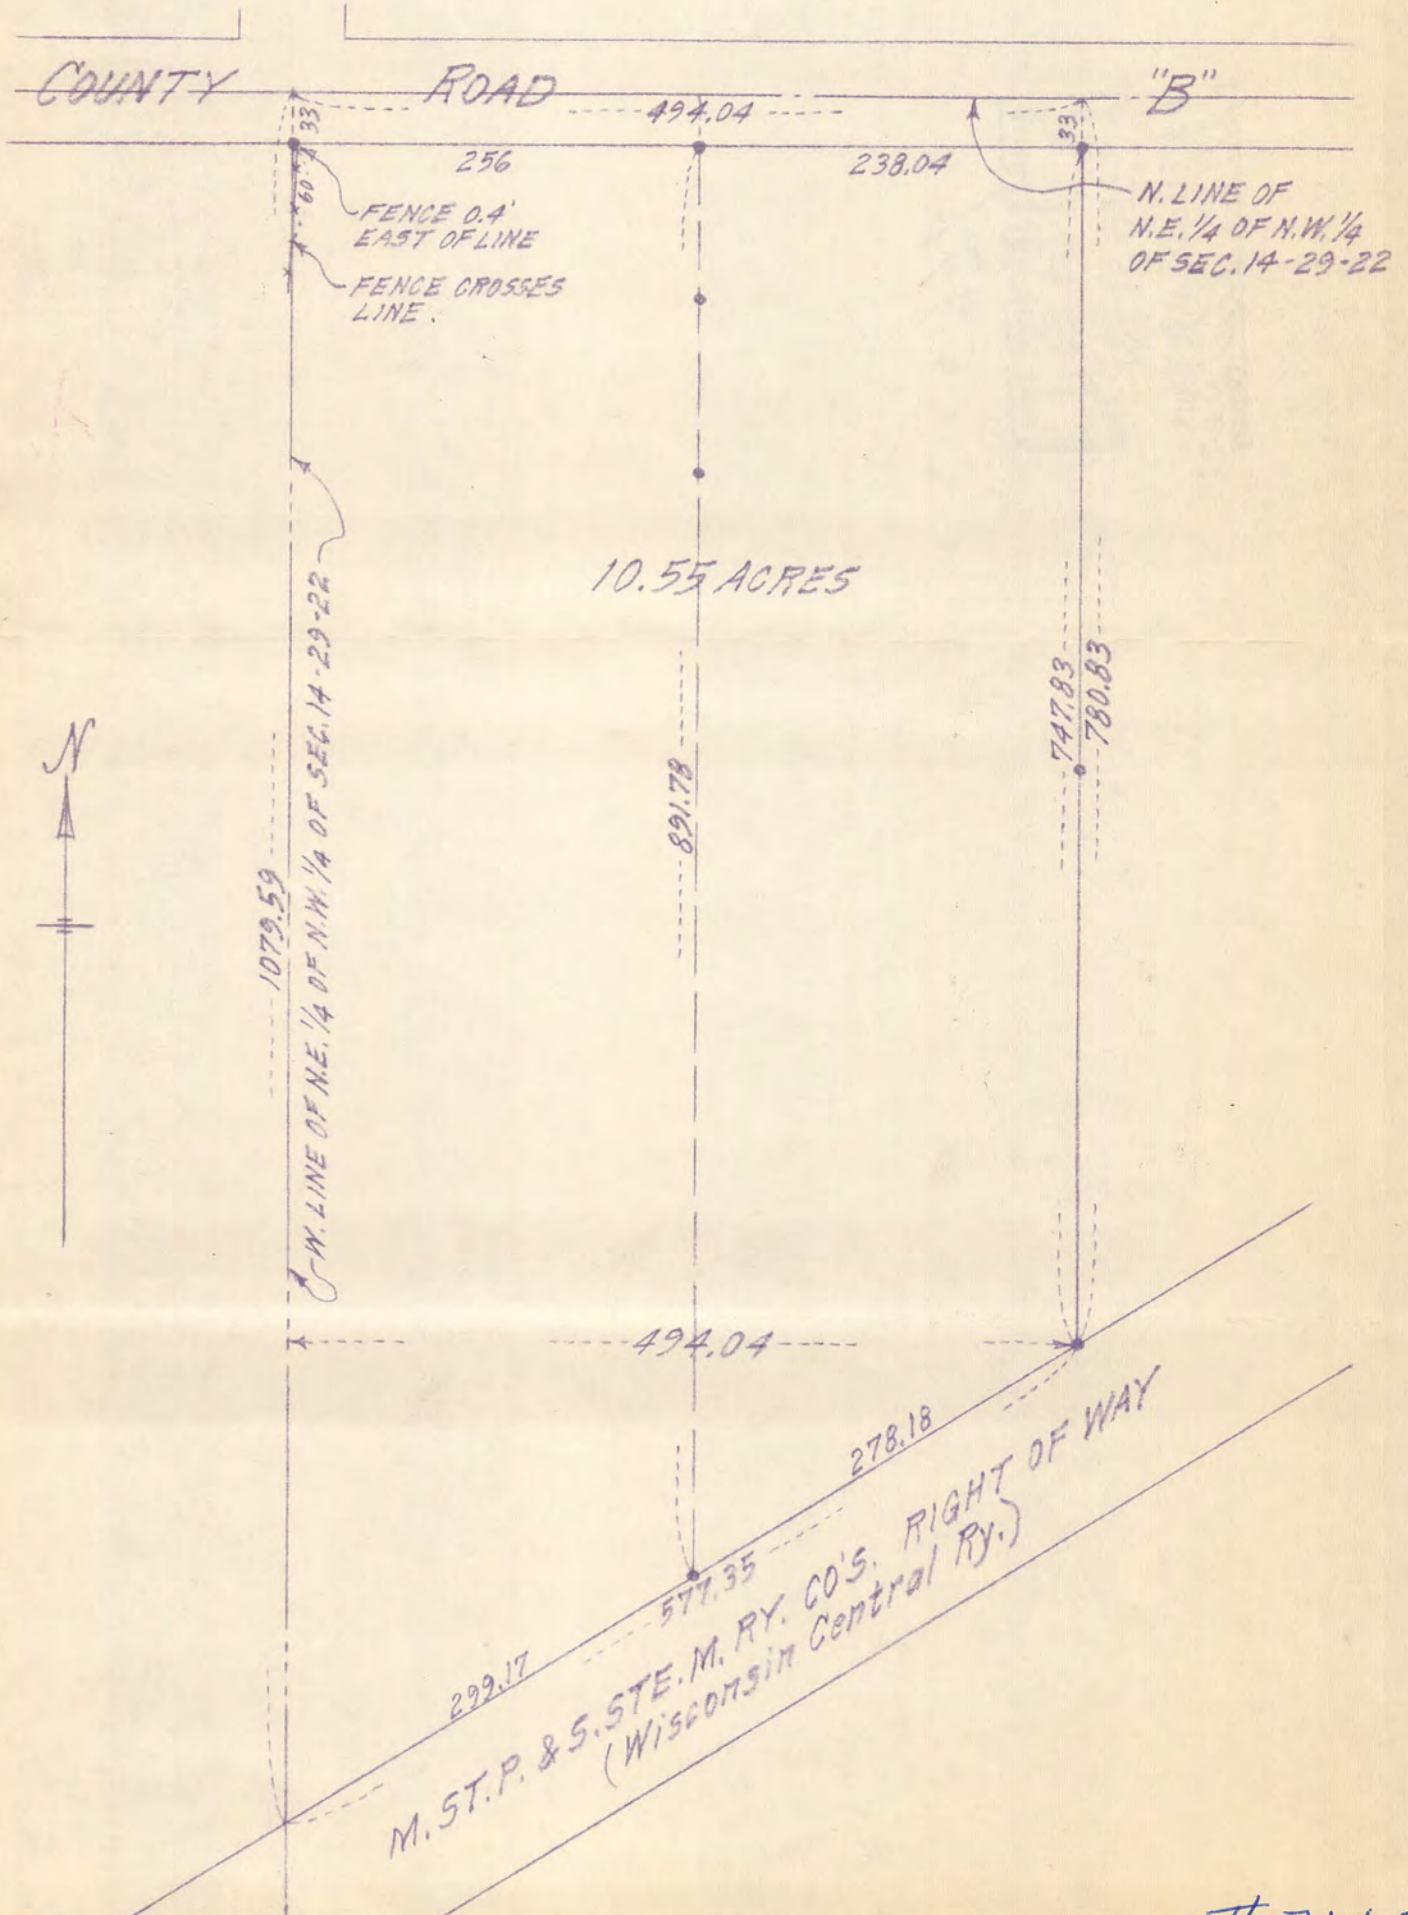 COUNTY ROAD "B"
494.04
33
33
256
238.04
60
FENCE 0.4'
EAST OF LINE
FENCE CROSSES
LINE.
N. LINE OF
N.E. 1/4 OF N.W. 1/4
OF SEC. 14-29-22
10.55 ACRES
N
1079.59
W. LINE OF N.E. 1/4 OF N.W. 1/4 OF SEC. 14-29-22
891.78
747.83
780.83
494.04
278.18
577.35
299.17
M. ST. P. & S. STE. M. RY. CO'S. RIGHT OF WAY
(Wisconsin Central Ry.)